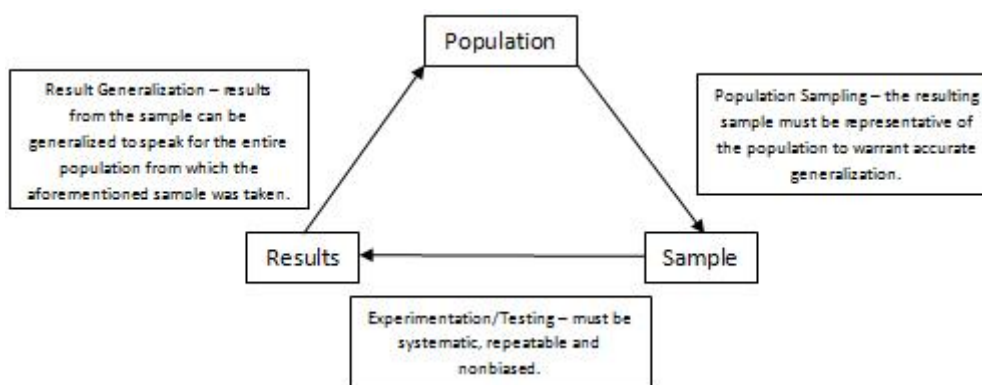 Population
Result Generalization – results
from the sample can be
generalized to speak for the entire
population from which the
aforementioned sample was taken.
Population Sampling – the resulting
sample must be representative of
the population to warrant accurate
generalization.
Results
Sample
Experimentation/Testing – must be
systematic, repeatable and
nonbiased.